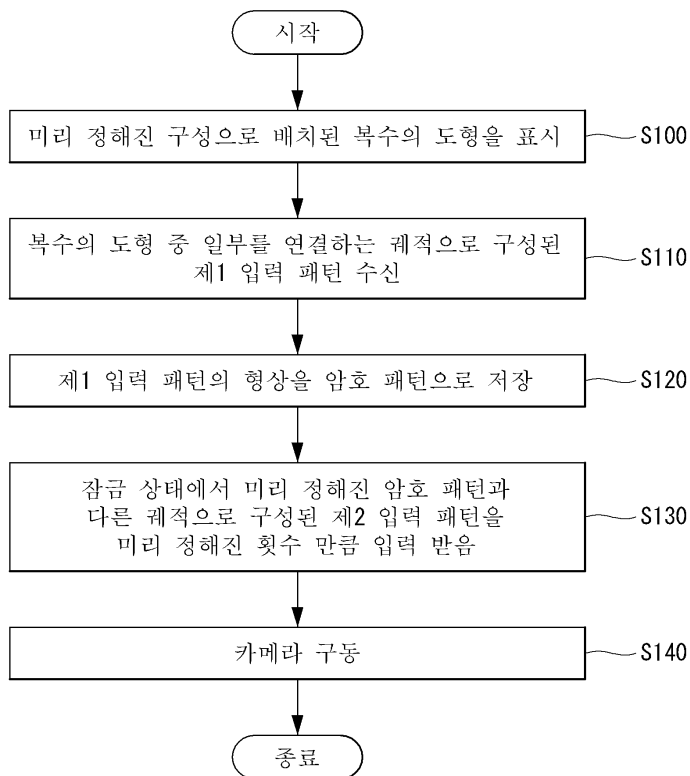 시작
미리 정해진 구성으로 배치된 복수의 도형을 표시
S100
복수의 도형 중 일부를 연결하는 궤적으로 구성된
제1 입력 패턴 수신
S110
제1 입력 패턴의 형상을 암호 패턴으로 저장
S120
잠금 상태에서 미리 정해진 암호 패턴과
다른 궤적으로 구성된 제2 입력 패턴을
미리 정해진 횟수 만큼 입력 받음
S130
카메라 구동
S140
종료